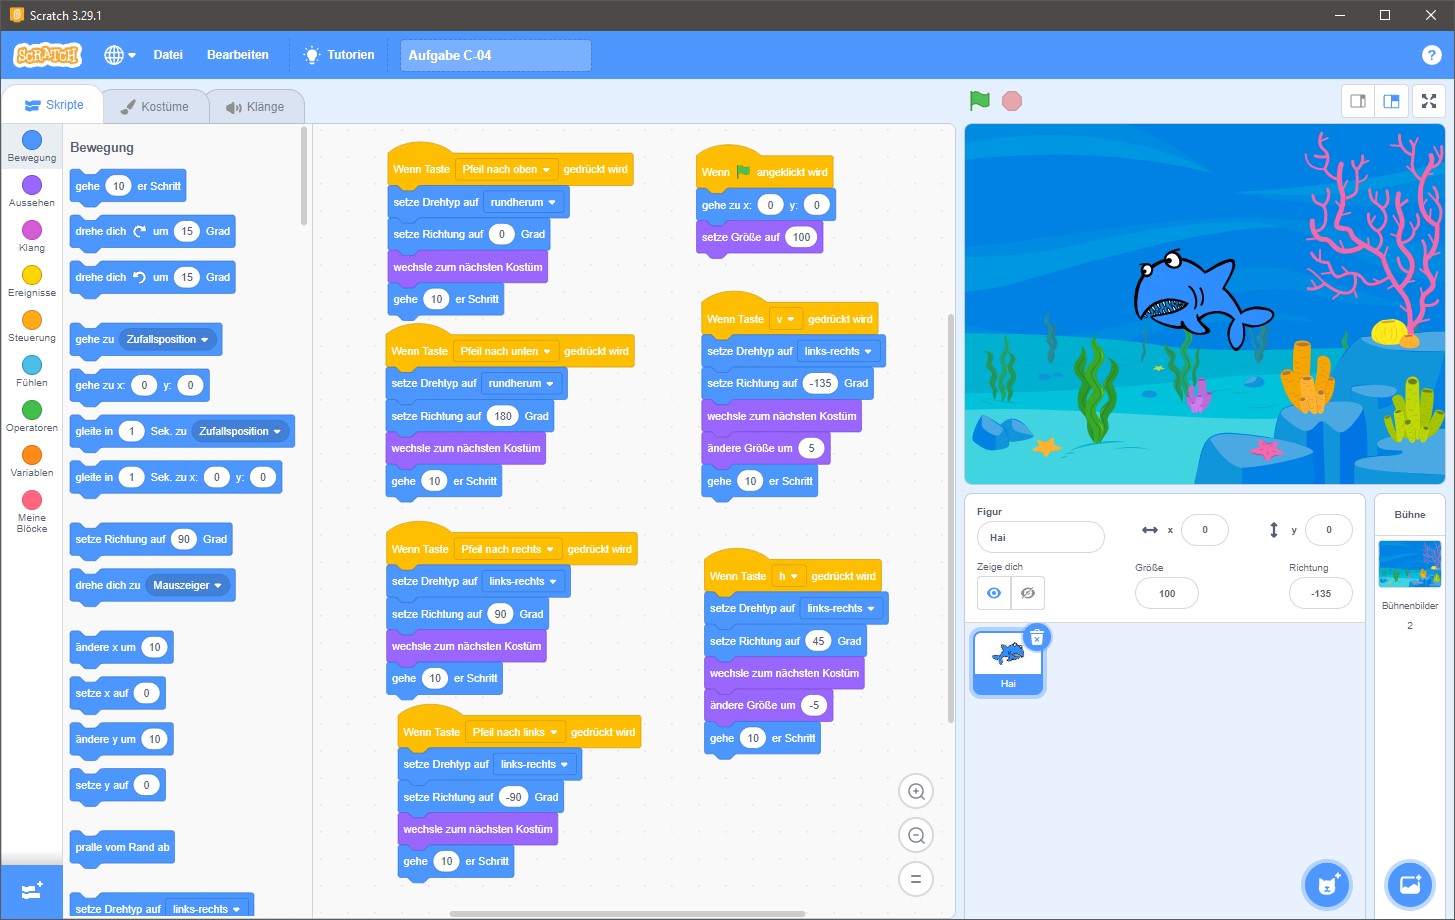 Scratch 3.29.1
SCRATCH
Datei
Bearbeiten
Tutorien
Aufgabe C-04
?
Skripte
Kostüme
Klänge
Bewegung
Aussehen
Klang
Ereignisse
Steuerung
Fühlen
Operatoren
Variablen
Meine
Blöcke
Bewegung
gehe 10 er Schritt
drehe dich um 15 Grad
drehe dich um 15 Grad
gehe zu Zufallsposition
gehe zu x: 0 y: 0
gleite in 1 Sek. zu Zufallsposition
gleite in 1 Sek. zu x: 0 y: 0
setze Richtung auf 90 Grad
drehe dich zu Mauszeiger
ändere x um 10
setze x auf 0
ändere y um 10
setze y auf 0
pralle vom Rand ab
setze Drehtyp auf links-rechts
Wenn Taste Pfeil nach oben gedrückt wird
setze Drehtyp auf rundherum
setze Richtung auf 0 Grad
wechsle zum nächsten Kostüm
gehe 10 er Schritt
Wenn Taste Pfeil nach unten gedrückt wird
setze Drehtyp auf rundherum
setze Richtung auf 180 Grad
wechsle zum nächsten Kostüm
gehe 10 er Schritt
Wenn Taste Pfeil nach rechts gedrückt wird
setze Drehtyp auf links-rechts
setze Richtung auf 90 Grad
wechsle zum nächsten Kostüm
gehe 10 er Schritt
Wenn Taste Pfeil nach links gedrückt wird
setze Drehtyp auf links-rechts
setze Richtung auf -90 Grad
wechsle zum nächsten Kostüm
gehe 10 er Schritt
Wenn angeklickt wird
gehe zu x: 0 y: 0
setze Größe auf 100
Wenn Taste v gedrückt wird
setze Drehtyp auf links-rechts
setze Richtung auf -135 Grad
wechsle zum nächsten Kostüm
ändere Größe um 5
gehe 10 er Schritt
Wenn Taste h gedrückt wird
setze Drehtyp auf links-rechts
setze Richtung auf 45 Grad
wechsle zum nächsten Kostüm
ändere Größe um -5
gehe 10 er Schritt
Figur
Hai
x 0
y 0
Zeige dich
Größe
100
Richtung
-135
Hai
Bühne
Bühnenbilder
2